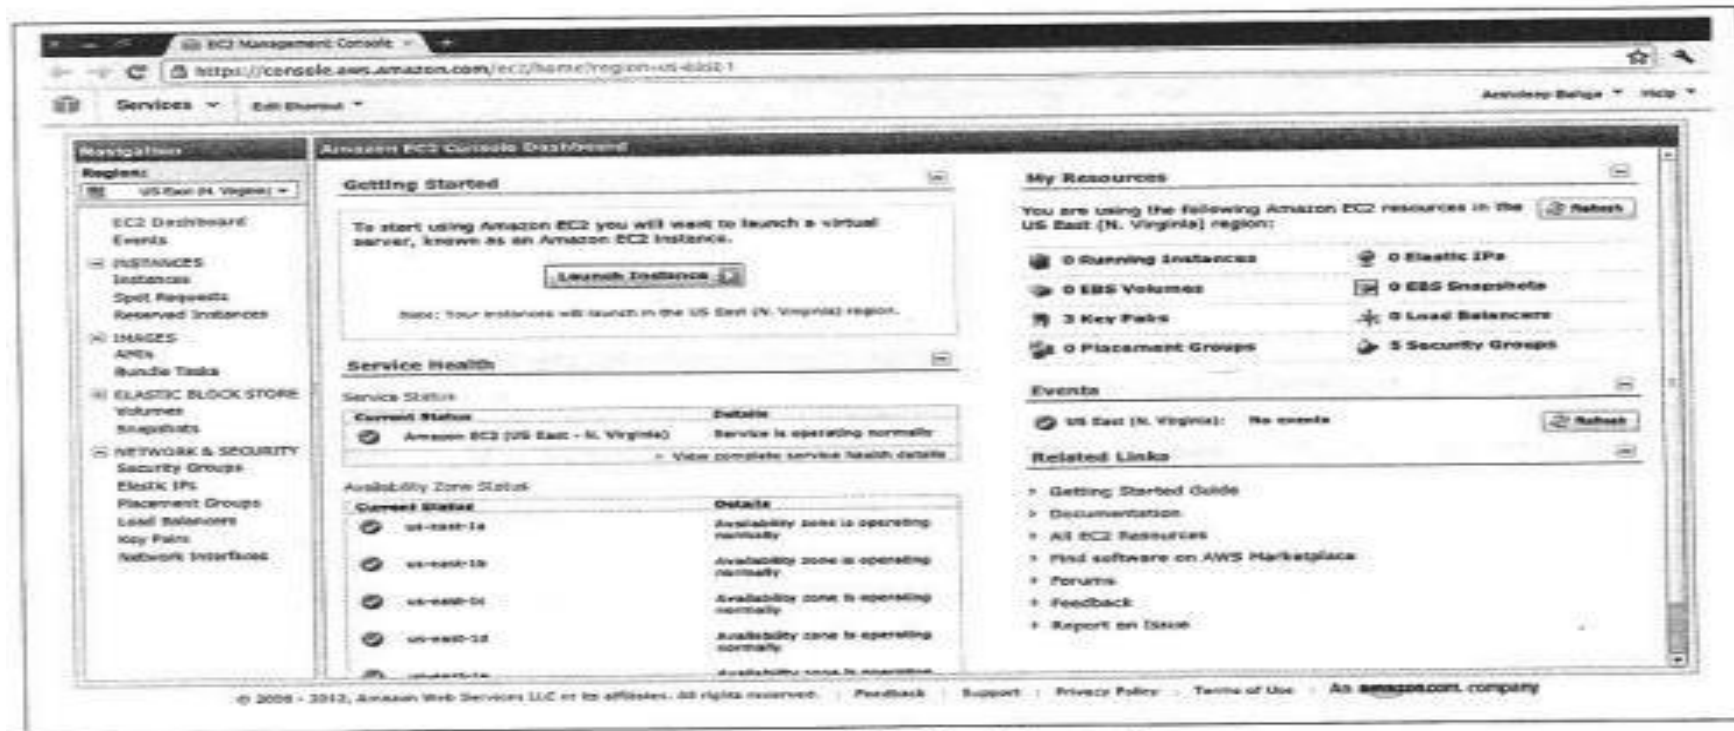 EC2 Management Console
https://console.aws.amazon.com/ec2/home?region=us-east-1
Services
Edit Shortcut
Help
Navigation
Region:
US East (N. Virginia)
EC2 Dashboard
Events
INSTANCES
Instances
Spot Requests
Reserved Instances
IMAGES
AMIs
Bundle Tasks
ELASTIC BLOCK STORE
Volumes
Snapshots
NETWORK & SECURITY
Security Groups
Elastic IPs
Placement Groups
Load Balancers
Key Pairs
Network Interfaces
Amazon EC2 Console Dashboard
Getting Started
To start using Amazon EC2 you will want to launch a virtual
server, known as an Amazon EC2 instance.
Launch Instance
Note: Your instances will launch in the US East (N. Virginia) region.
Service Health
Service Status
Current Status Details
Amazon EC2 (US East - N. Virginia) Service is operating normally
View complete service health details
Availability Zone Status
Current Status Details
us-east-1a Availability zone is operating
normally
us-east-1b Availability zone is operating
normally
us-east-1c Availability zone is operating
normally
us-east-1d Availability zone is operating
normally
us-east-1e Availability zone is operating
My Resources
You are using the following Amazon EC2 resources in the
US East (N. Virginia) region:
Refresh
0 Running Instances 0 Elastic IPs
0 EBS Volumes 0 EBS Snapshots
3 Key Pairs 0 Load Balancers
0 Placement Groups 5 Security Groups
Events
US East (N. Virginia): No events
Refresh
Related Links
Getting Started Guide
Documentation
All EC2 Resources
Find software on AWS Marketplace
Forums
Feedback
Report an Issue
© 2008 - 2012, Amazon Web Services LLC or its affiliates. All rights reserved. Feedback Support Privacy Policy Terms of Use An amazon.com company